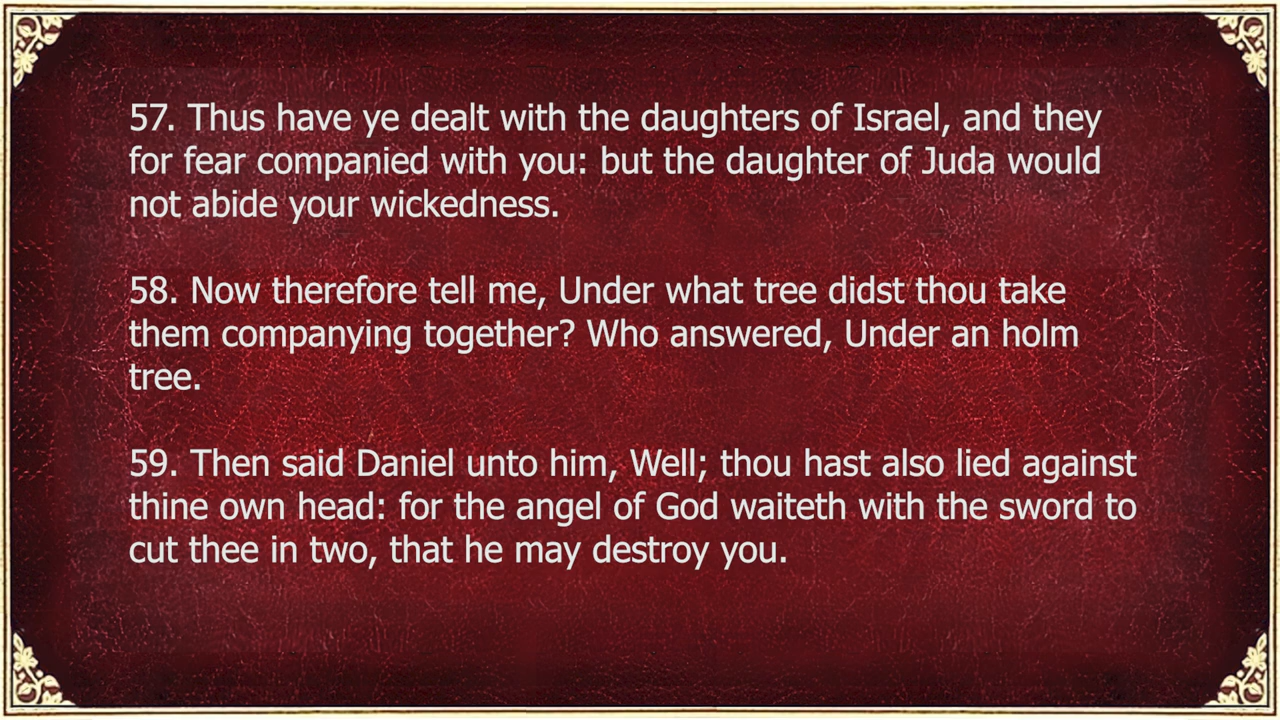 57. Thus have ye dealt with the daughters of Israel, and they
for fear companied with you: but the daughter of Juda would
not abide your wickedness.
58. Now therefore tell me, Under what tree didst thou take
them companying together? Who answered, Under an holm
tree.
59. Then said Daniel unto him, Well; thou hast also lied against
thine own head: for the angel of God waiteth with the sword to
cut thee in two, that he may destroy you.